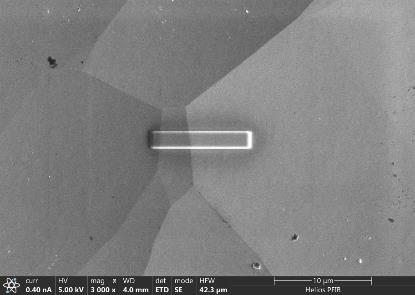 curr HV mag WD det mode HFW 10 μm
0.40 nA 5.00 kV 3 000 x 4.0 mm ETD SE 42.3 μm Helios PFIB